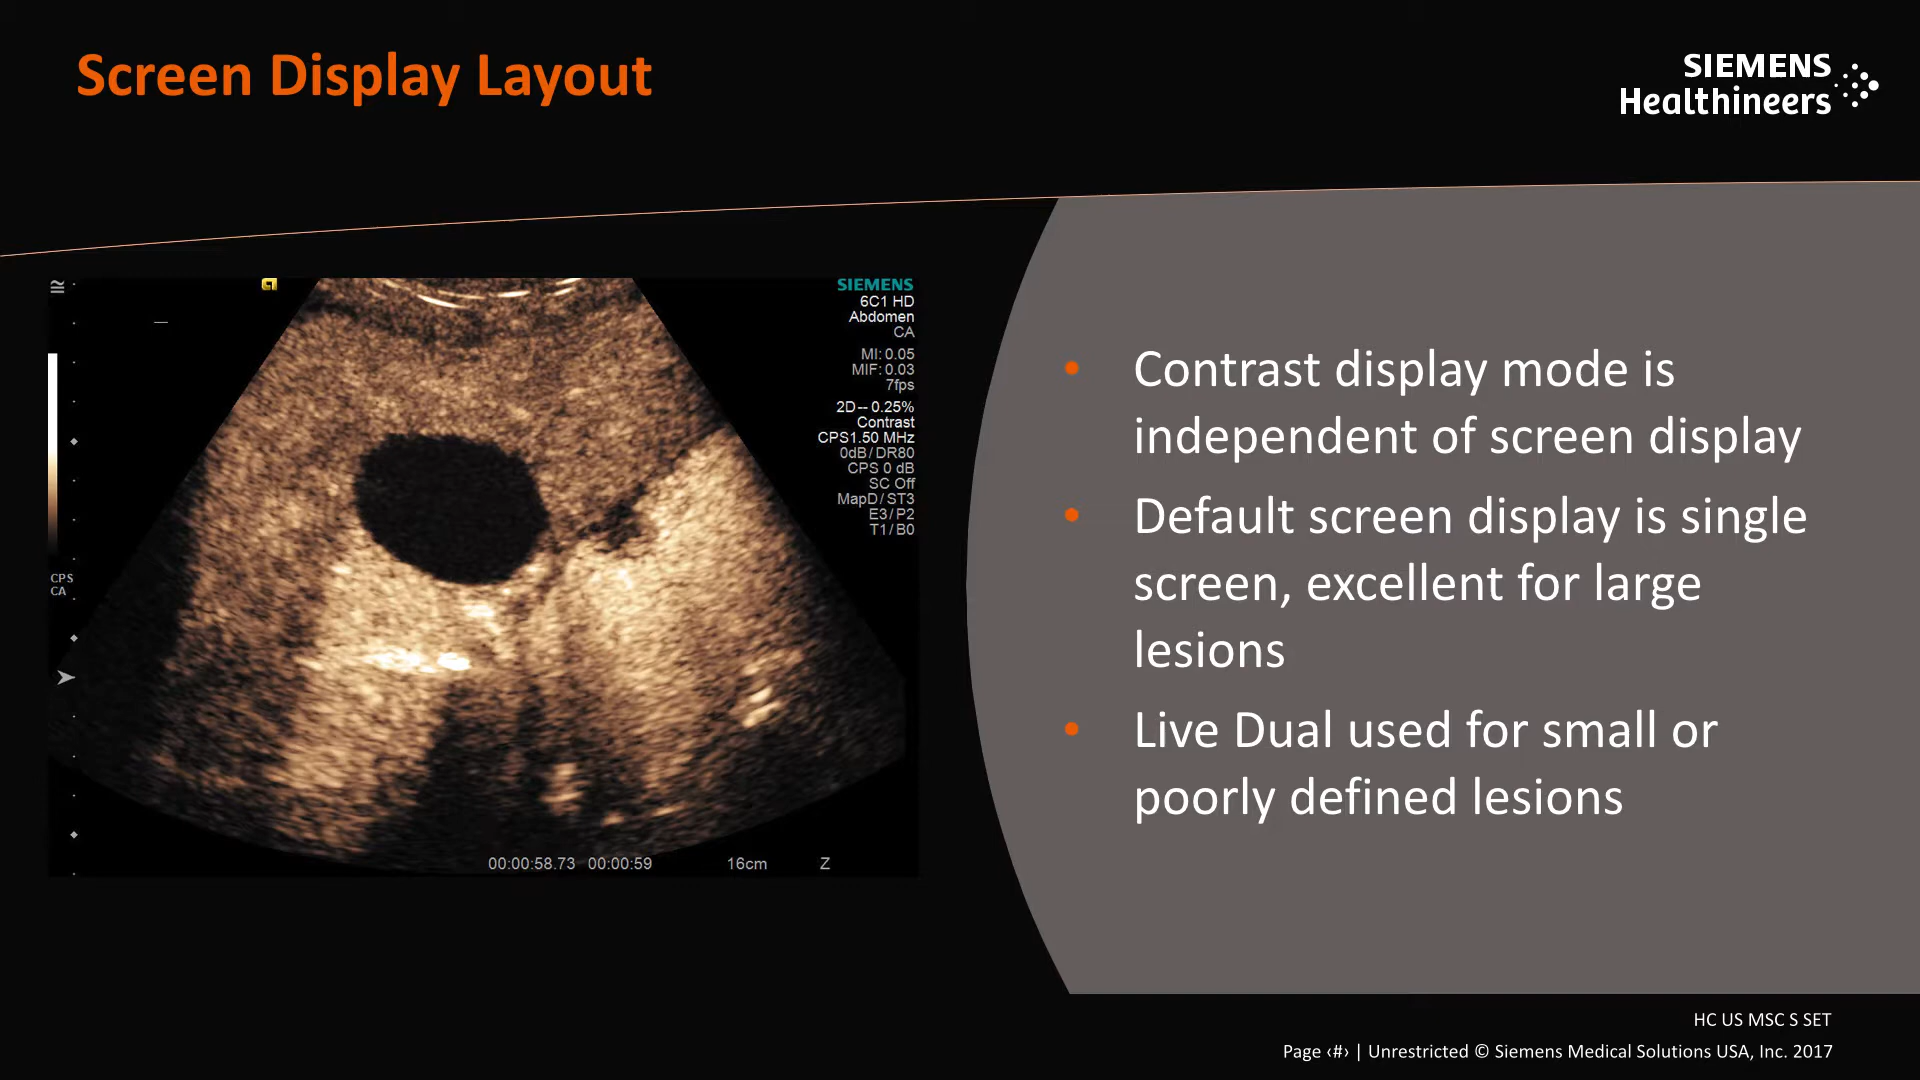 Screen Display Layout
SIEMENS
Healthineers
SIEMENS
6C1 HD
Abdomen
CA
MI: 0.05
MIF: 0.03
7fps
2D-- 0.25%
Contrast
CPS1.50 MHz
0dB/DR80
CPS 0 dB
SC Off
MapD/ST3
E3/P2
T1/B0
CPS
CA
00:00:58.73 00:00:59 16cm Z
• Contrast display mode is
independent of screen display
• Default screen display is single
screen, excellent for large
lesions
• Live Dual used for small or
poorly defined lesions
HC US MSC S SET
Page ‹#› | Unrestricted © Siemens Medical Solutions USA, Inc. 2017